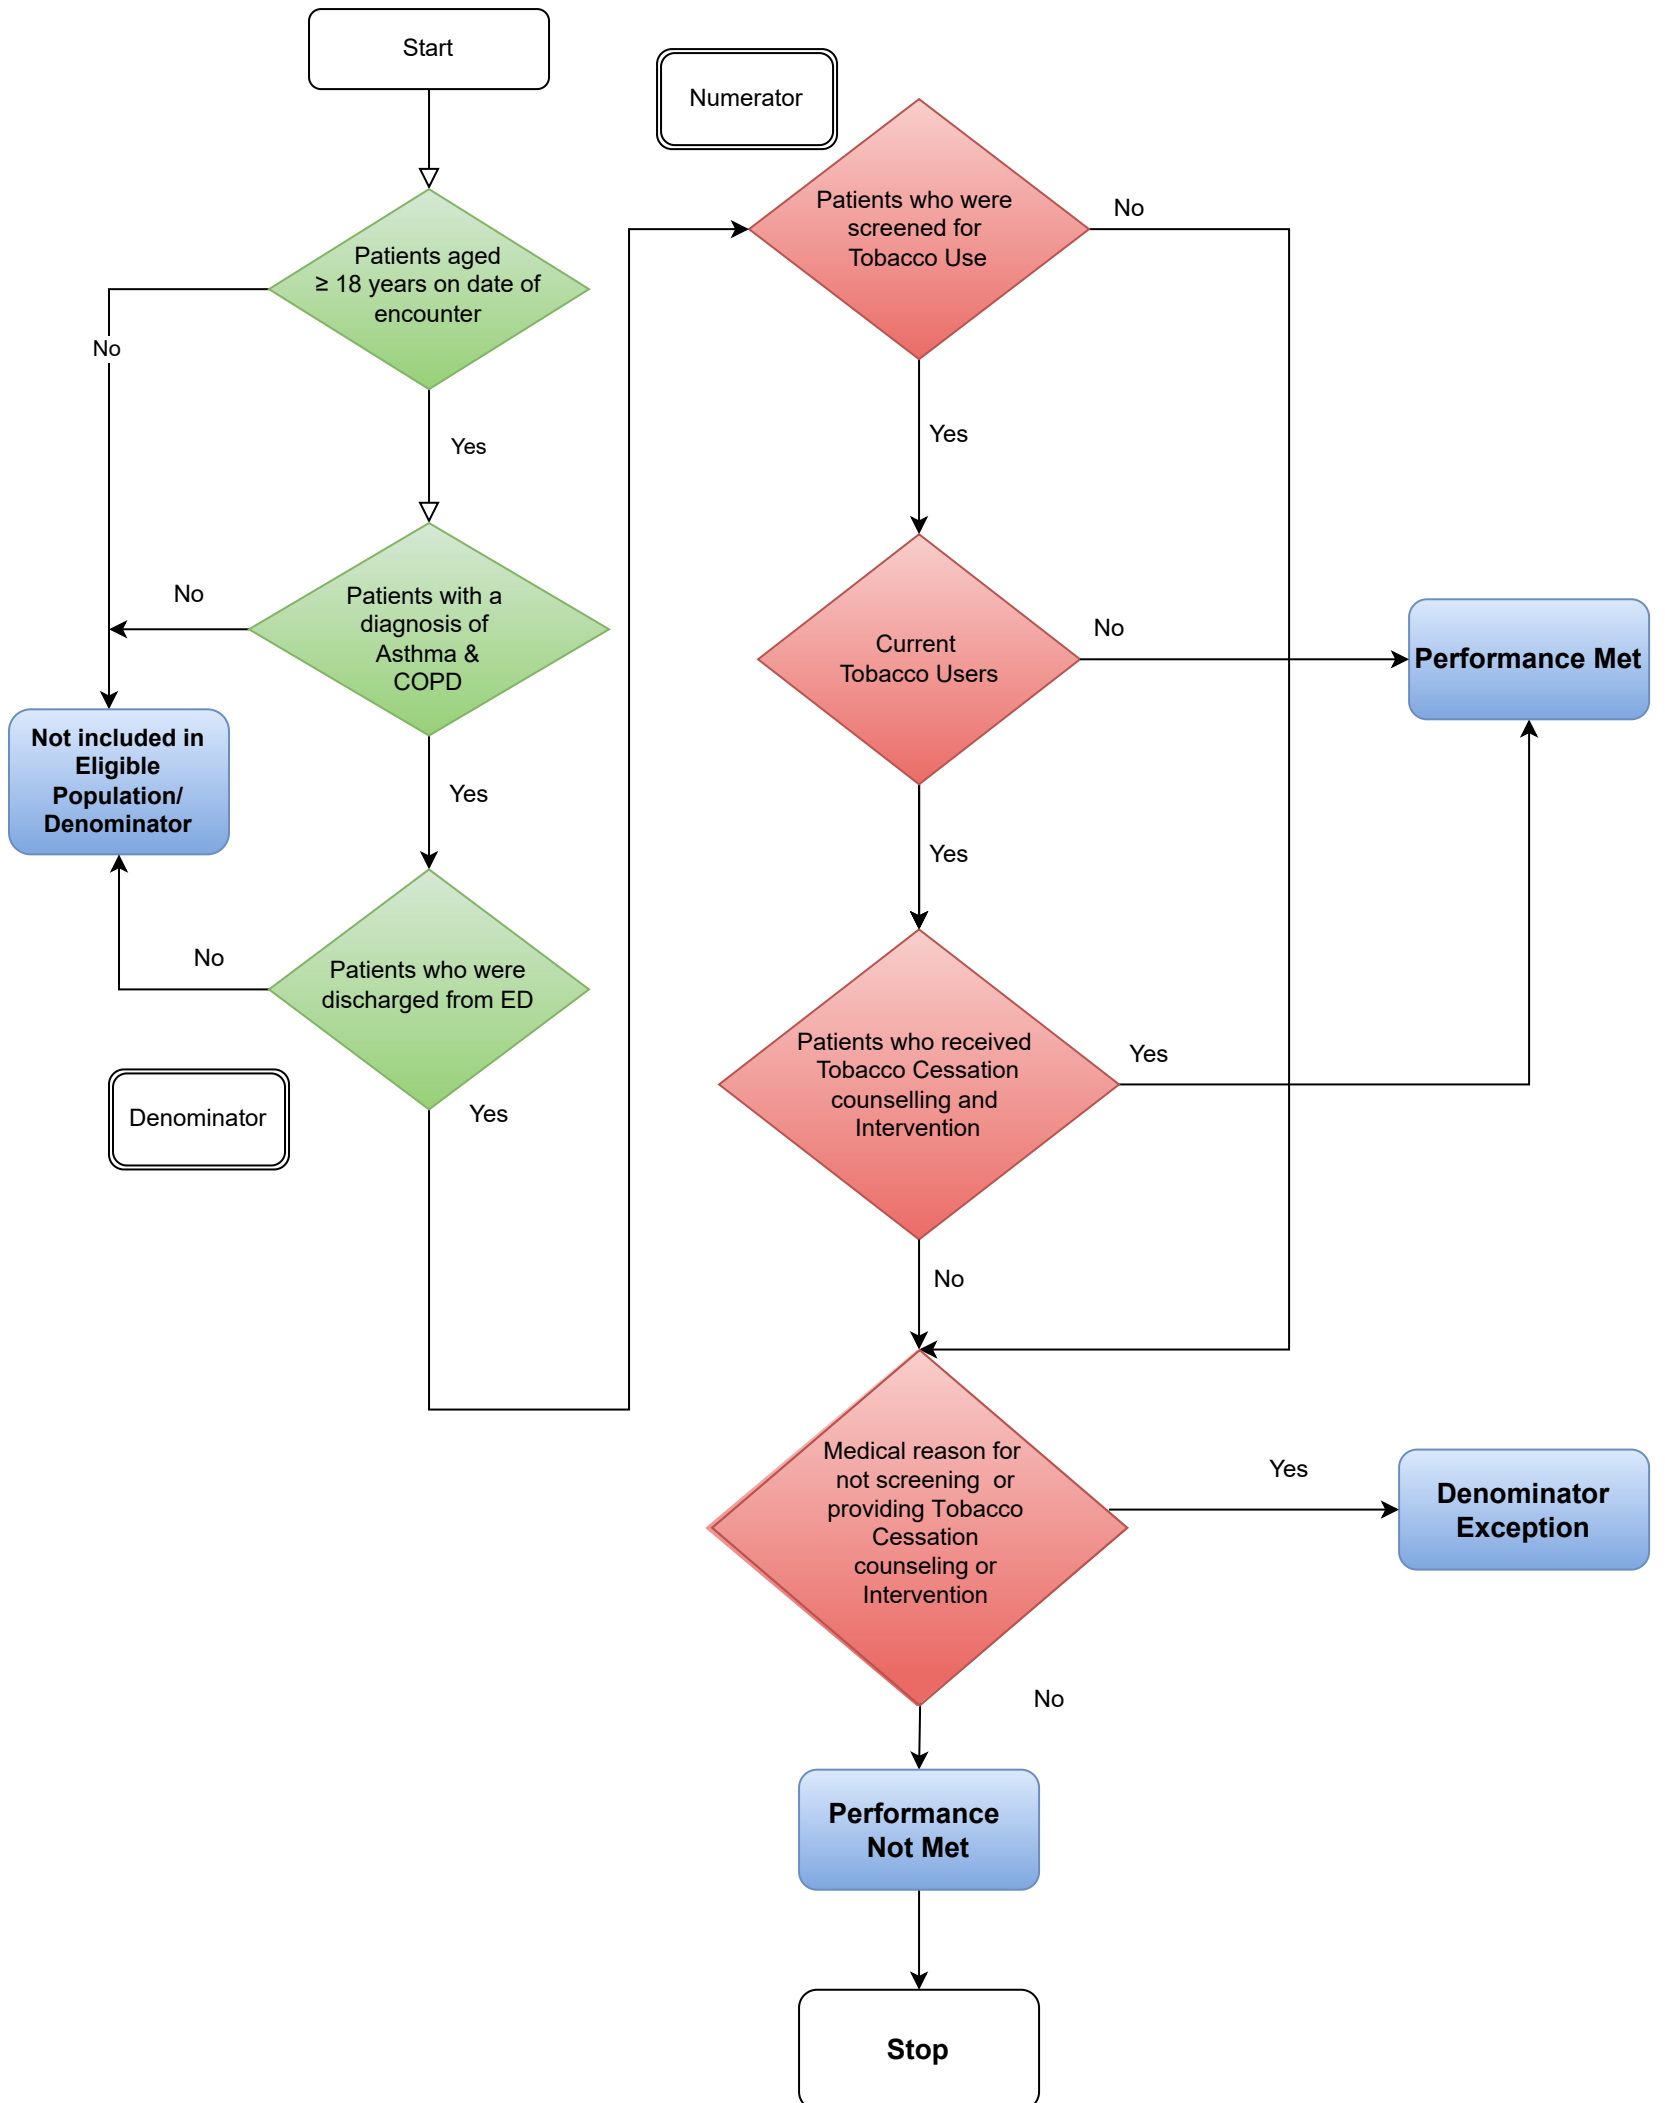 Start
Patients aged
≥ 18 years on date of
encounter
No
Yes
Patients with a
diagnosis of
Asthma &
COPD
No
Yes
Not included in
Eligible
Population/
Denominator
Patients who were
discharged from ED
No
Yes
Denominator
Numerator
Patients who were
screened for
Tobacco Use
No
Yes
Current
Tobacco Users
No
Performance Met
Yes
Patients who received
Tobacco Cessation
counselling and
Intervention
Yes
No
Medical reason for
not screening or
providing Tobacco
Cessation
counseling or
Intervention
Yes
Denominator
Exception
No
Performance
Not Met
Stop